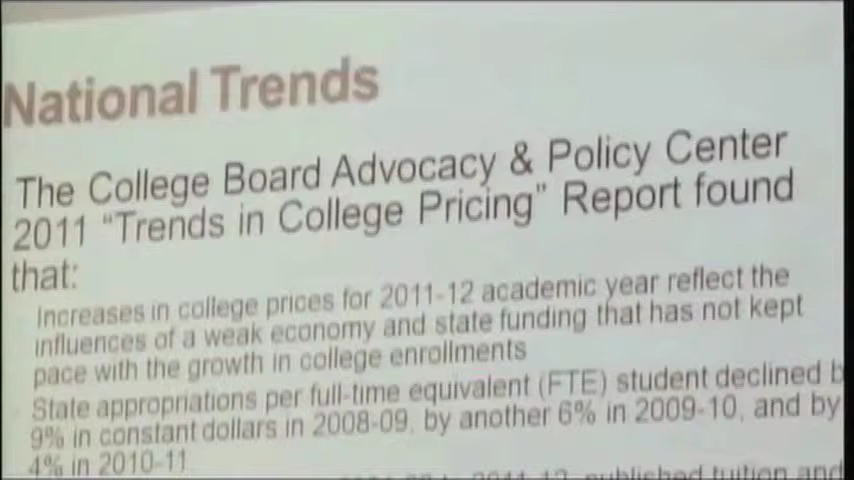 National Trends
The College Board Advocacy & Policy Center
2011 “Trends in College Pricing” Report found
that:
Increases in college prices for 2011-12 academic year reflect the
influences of a weak economy and state funding that has not kept
pace with the growth in college enrollments
State appropriations per full-time equivalent (FTE) student declined b
9% in constant dollars in 2008-09, by another 6% in 2009-10, and by
4% in 2010-11
published tuition and